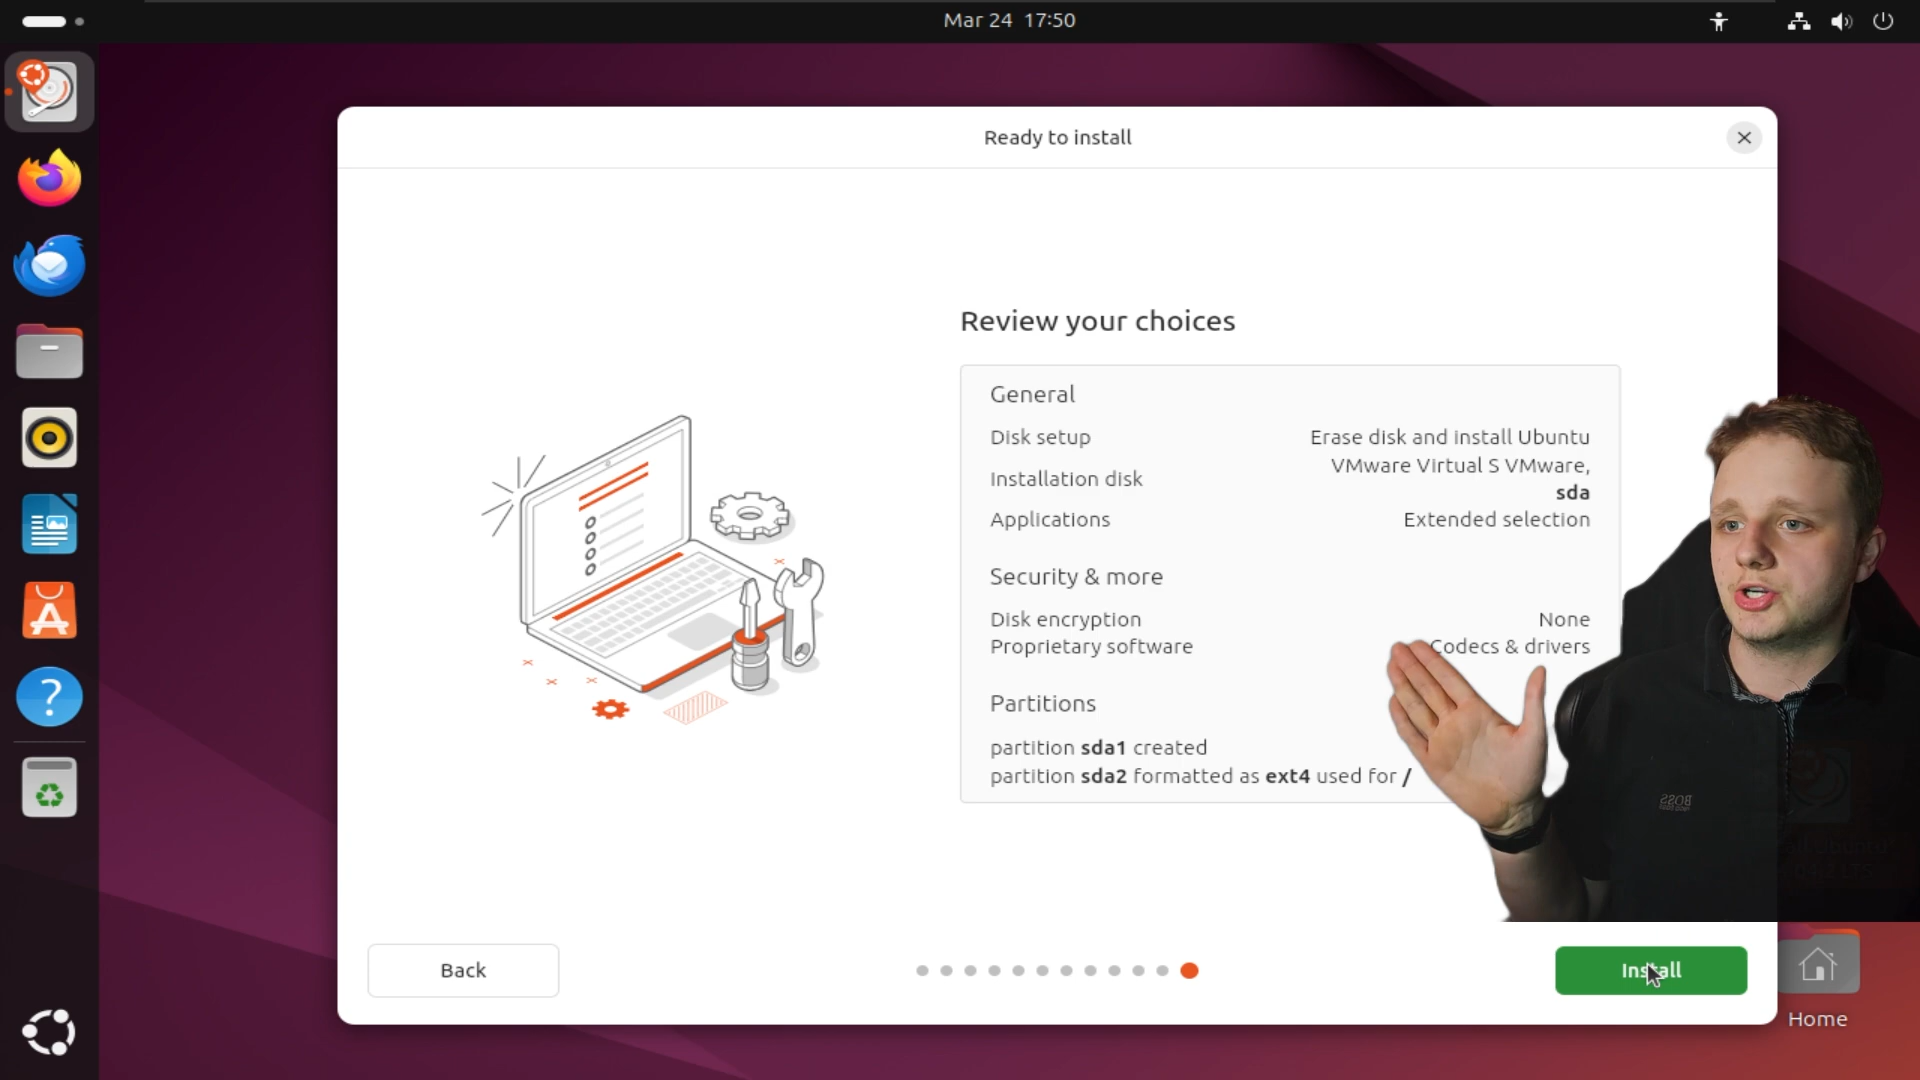 Mar 24 17:50
Ready to install
Review your choices
General
Disk setup Erase disk and install Ubuntu
Installation disk VMware Virtual S VMware, sda
Applications Extended selection
Security & more
Disk encryption None
Proprietary software Codecs & drivers
Partitions
partition sda1 created
partition sda2 formatted as ext4 used for /
Back
Install
Home
BOSS